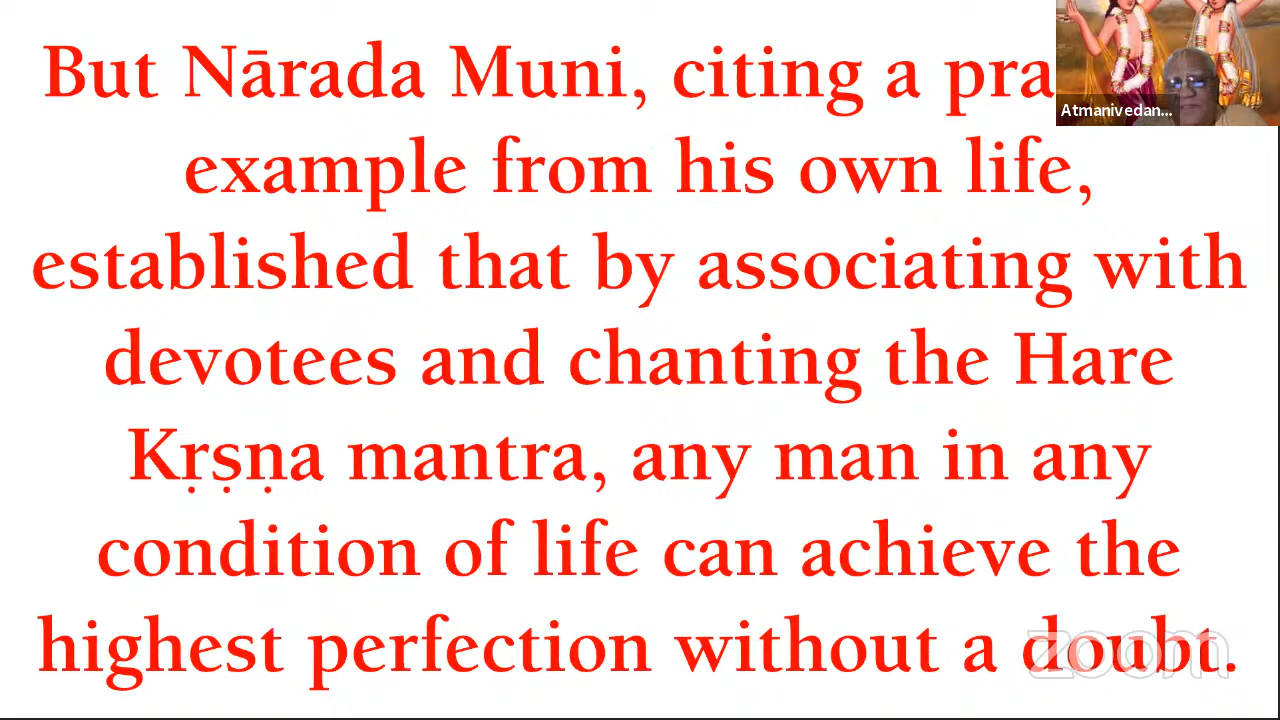 But Nārada Muni, citing a pra
example from his own life,
established that by associating with
devotees and chanting the Hare
Kṛṣṇa mantra, any man in any
condition of life can achieve the
highest perfection without a doubt.
Atmanivedan...
zoom